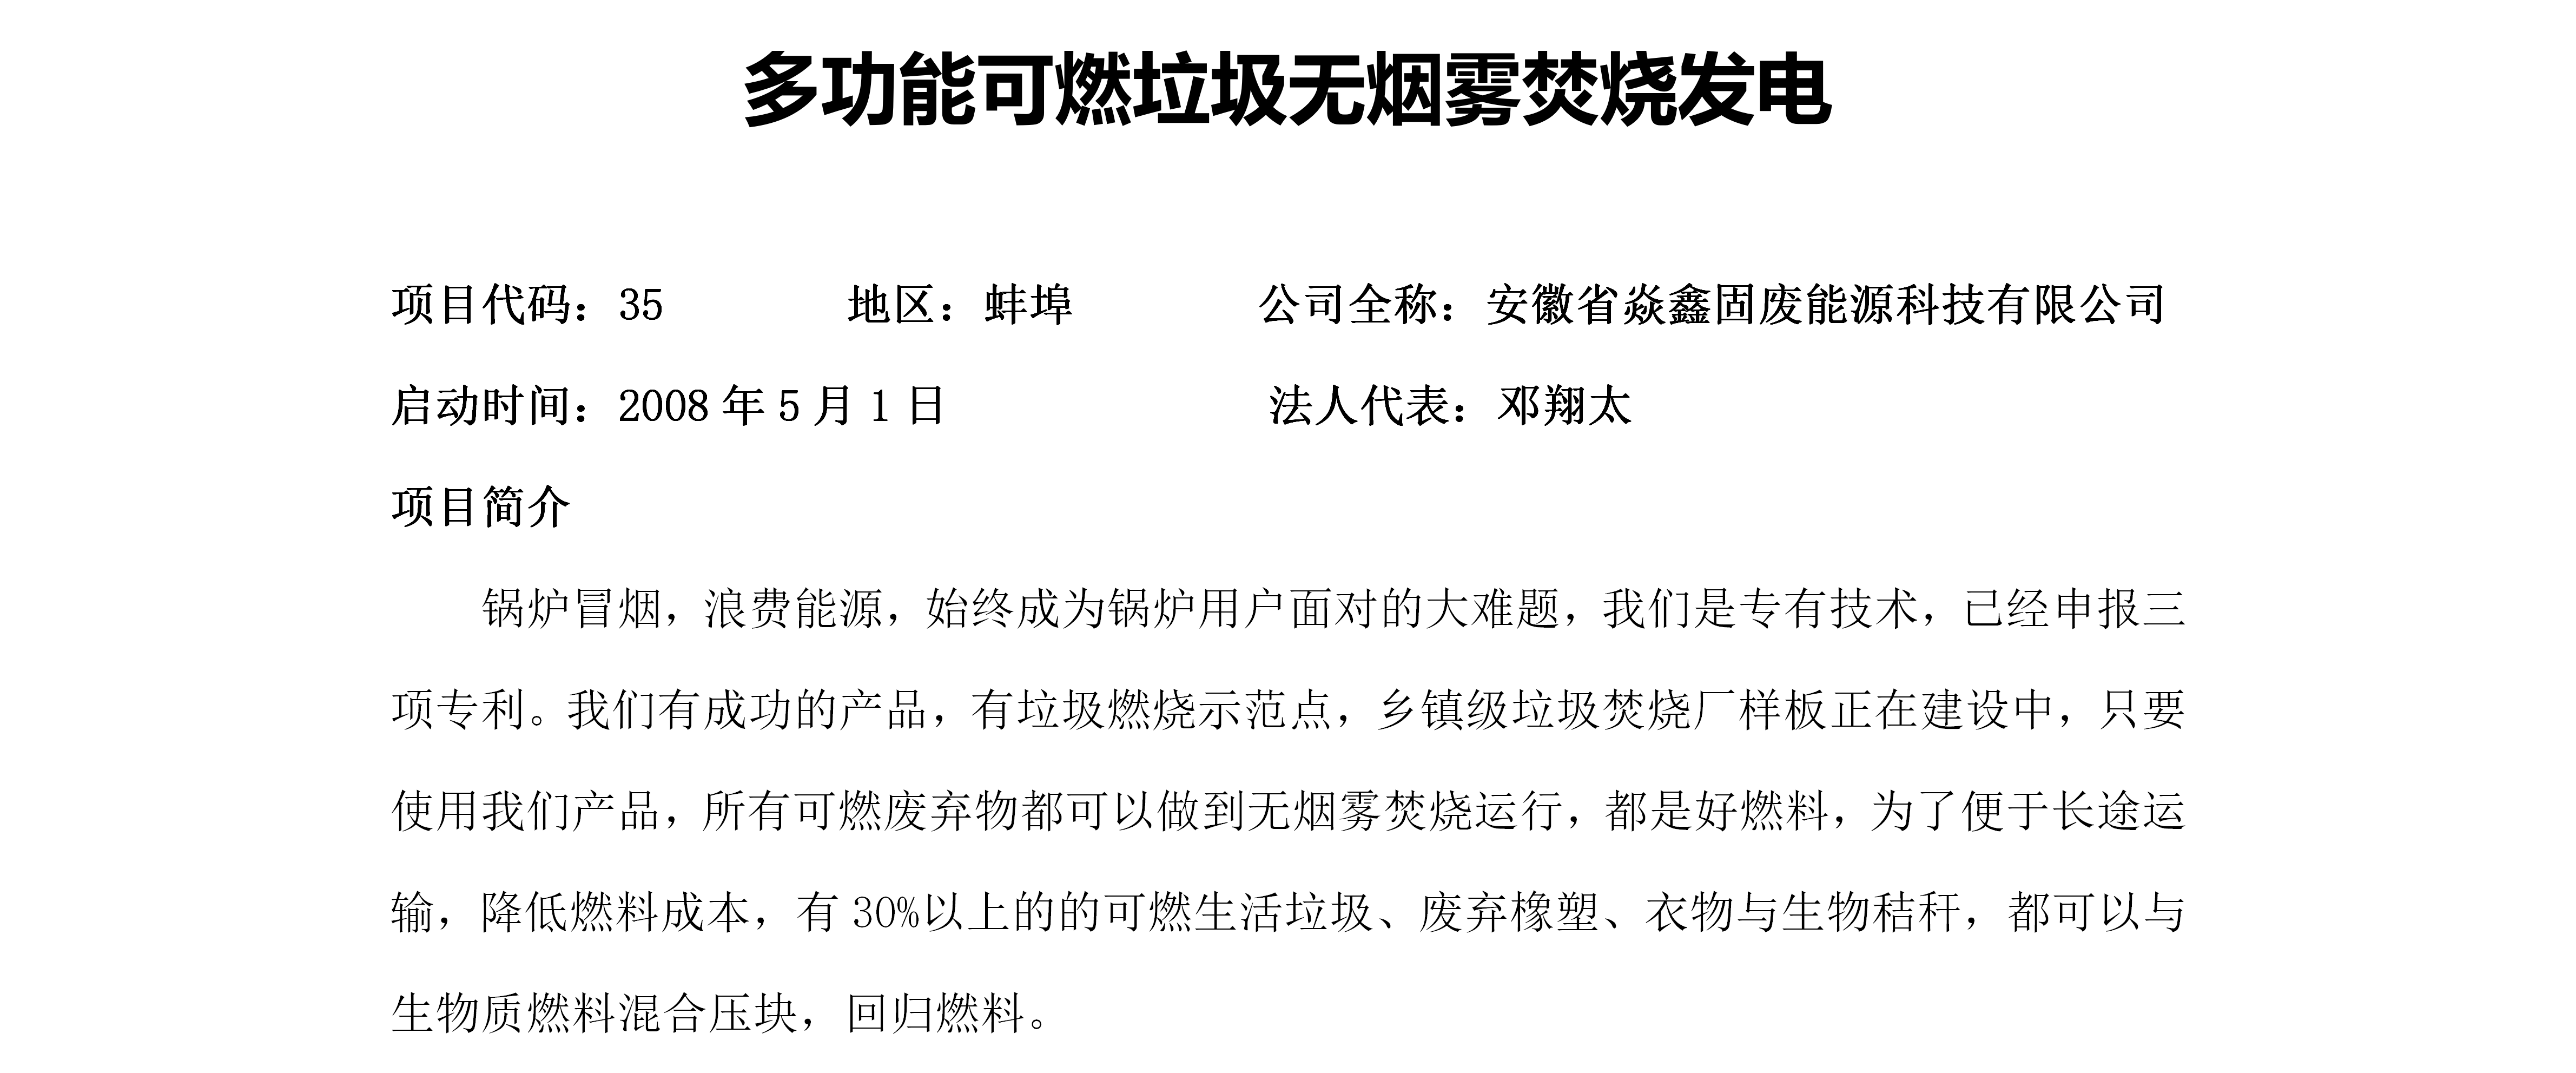 多功能可燃垃圾无烟雾焚烧发电
项目代码：35 地区：蚌埠 公司全称：安徽省焱鑫固废能源科技有限公司
启动时间：2008 年 5 月 1 日 法人代表：邓翔太
项目简介
锅炉冒烟，浪费能源，始终成为锅炉用户面对的大难题，我们是专有技术，已经申报三
项专利。我们有成功的产品，有垃圾燃烧示范点，乡镇级垃圾焚烧厂样板正在建设中，只要
使用我们产品，所有可燃废弃物都可以做到无烟雾焚烧运行，都是好燃料，为了便于长途运
输，降低燃料成本，有 30%以上的的可燃生活垃圾、废弃橡塑、衣物与生物秸秆，都可以与
生物质燃料混合压块，回归燃料。